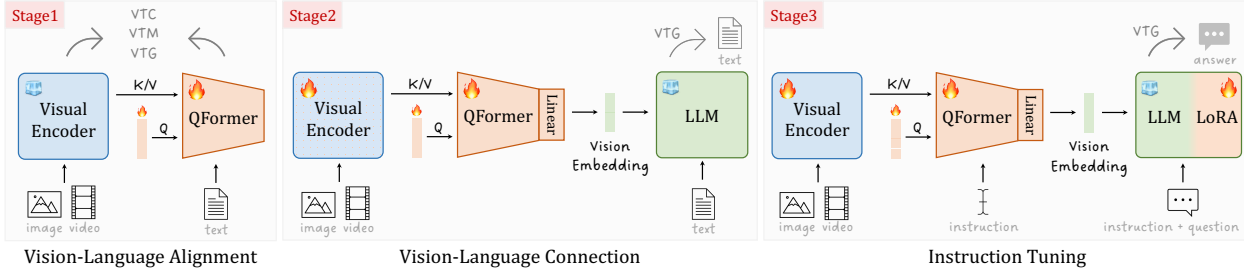 Stage1
VTC
VTM
VTG
Visual
Encoder
K/V
Q
QFormer
image video
text
Vision-Language Alignment
Stage2
Visual
Encoder
K/V
Q
QFormer
Linear
Vision
Embedding
VTG
text
LLM
image video
text
Vision-Language Connection
Stage3
Visual
Encoder
K/V
Q
QFormer
Linear
Vision
Embedding
VTG
answer
LLM
LoRA
image video
instruction
instruction + question
Instruction Tuning